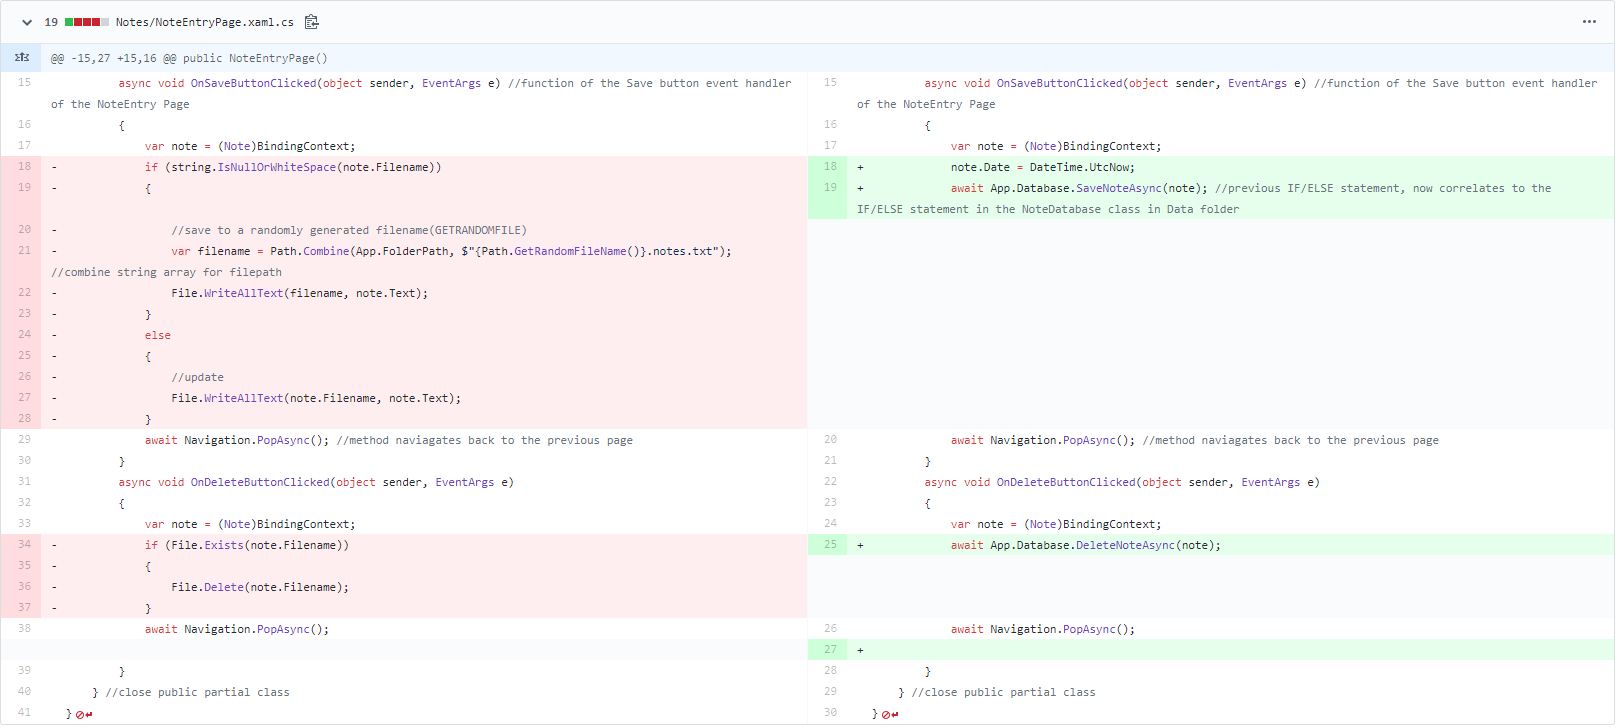 19 Notes/NoteEntryPage.xaml.cs
@@ -15,27 +15,16 @@ public NoteEntryPage()
15 async void OnSaveButtonClicked(object sender, EventArgs e) //function of the Save button event handler
of the NoteEntry Page
16 {
17 var note = (Note)BindingContext;
18 - if (string.IsNullOrWhiteSpace(note.Filename))
19 - {
20 - //save to a randomly generated filename(GETRANDOMFILE)
21 - var filename = Path.Combine(App.FolderPath, $"{Path.GetRandomFileName()}.notes.txt");
//combine string array for filepath
22 - File.WriteAllText(filename, note.Text);
23 - }
24 - else
25 - {
26 - //update
27 - File.WriteAllText(note.Filename, note.Text);
28 - }
29 await Navigation.PopAsync(); //method naviagates back to the previous page
30 }
31 async void OnDeleteButtonClicked(object sender, EventArgs e)
32 {
33 var note = (Note)BindingContext;
34 - if (File.Exists(note.Filename))
35 - {
36 - File.Delete(note.Filename);
37 - }
38 await Navigation.PopAsync();
39 }
40 } //close public partial class
41 }
15 async void OnSaveButtonClicked(object sender, EventArgs e) //function of the Save button event handler
of the NoteEntry Page
16 {
17 var note = (Note)BindingContext;
18 + note.Date = DateTime.UtcNow;
19 + await App.Database.SaveNoteAsync(note); //previous IF/ELSE statement, now correlates to the
IF/ELSE statement in the NoteDatabase class in Data folder
20 await Navigation.PopAsync(); //method naviagates back to the previous page
21 }
22 async void OnDeleteButtonClicked(object sender, EventArgs e)
23 {
24 var note = (Note)BindingContext;
25 + await App.Database.DeleteNoteAsync(note);
26 await Navigation.PopAsync();
27 +
28 }
29 } //close public partial class
30 }